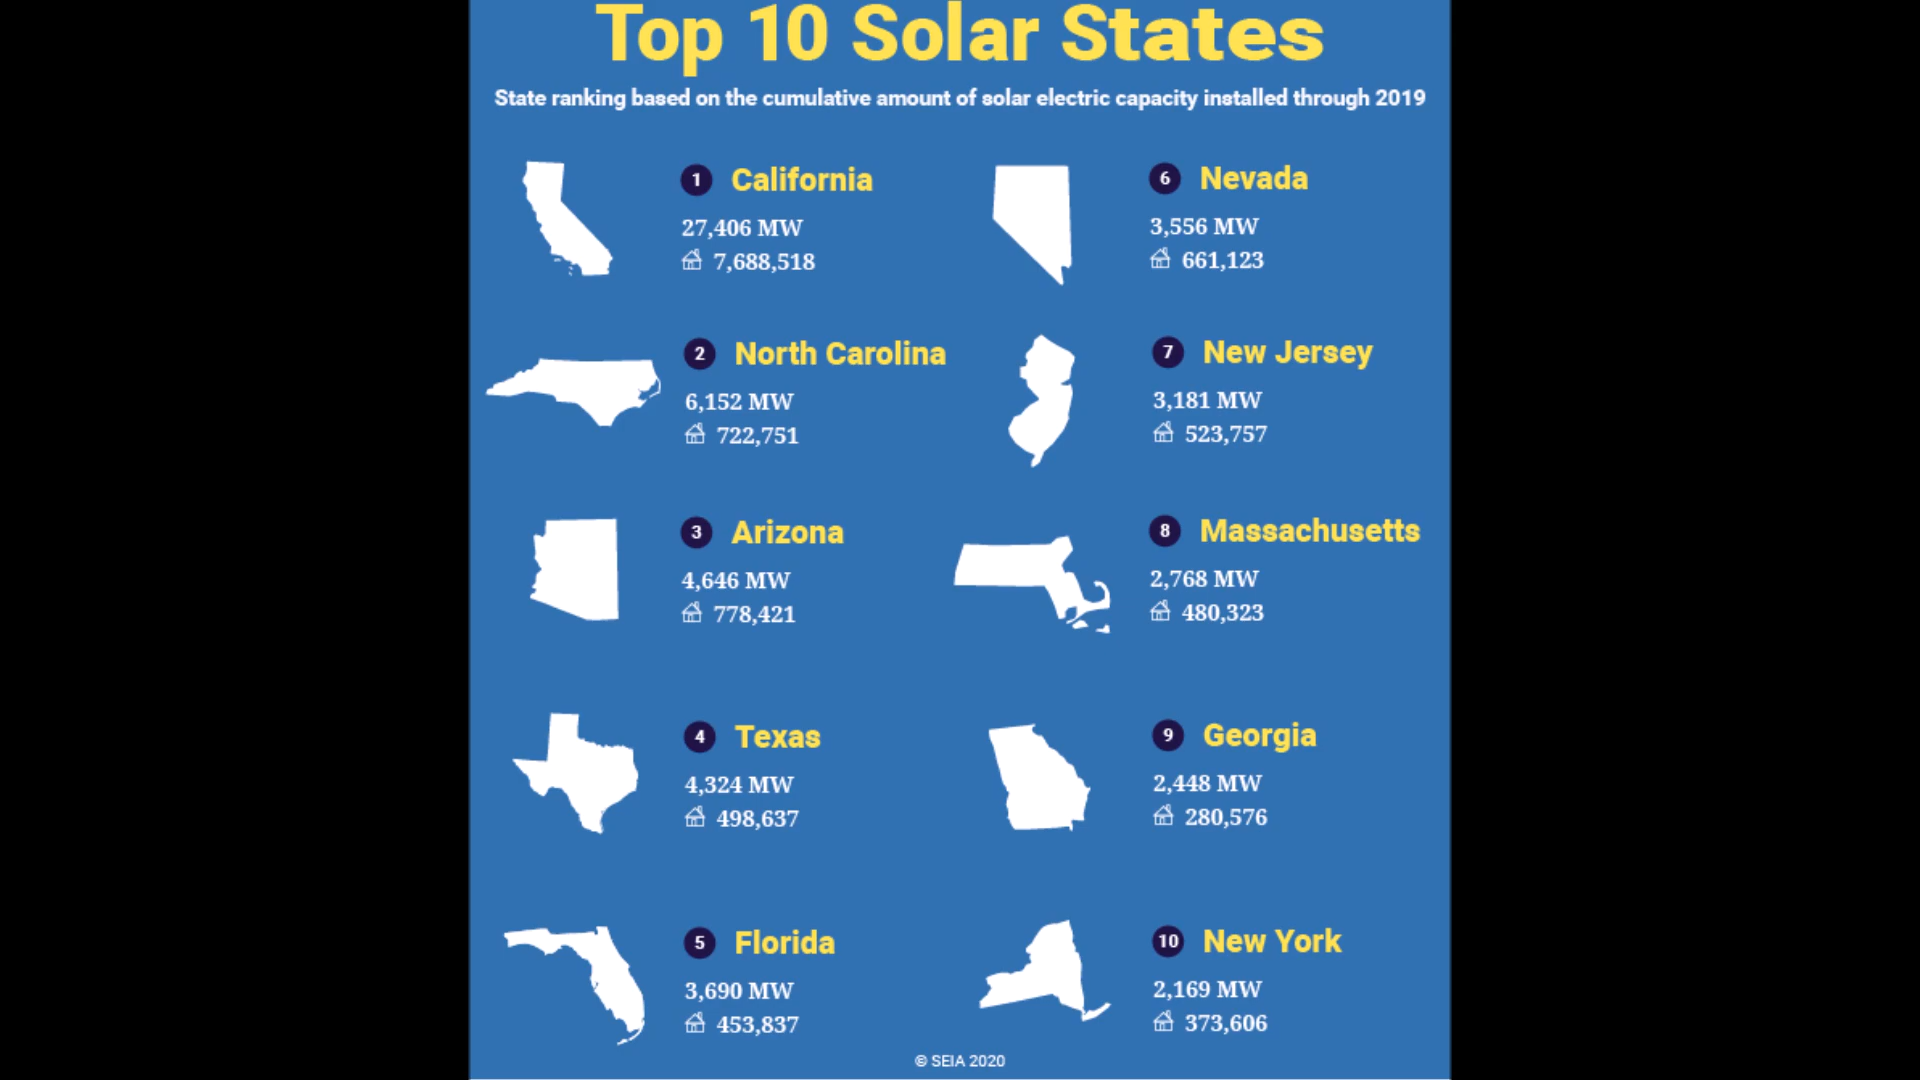 Top 10 Solar States
State ranking based on the cumulative amount of solar electric capacity installed through 2019
1 California
27,406 MW
7,688,518
2 North Carolina
6,152 MW
722,751
3 Arizona
4,646 MW
778,421
4 Texas
4,324 MW
498,637
5 Florida
3,690 MW
453,837
6 Nevada
3,556 MW
661,123
7 New Jersey
3,181 MW
523,757
8 Massachusetts
2,768 MW
480,323
9 Georgia
2,448 MW
280,576
10 New York
2,169 MW
373,606
© SEIA 2020